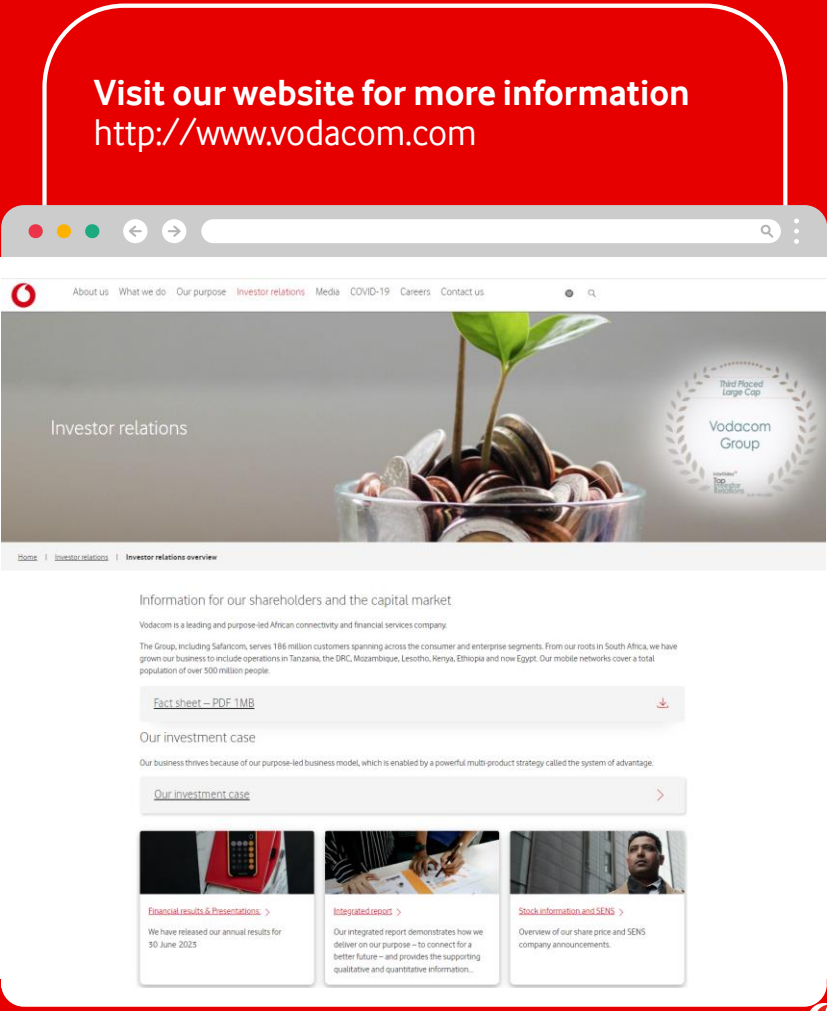 Visit our website for more information
http://www.vodacom.com
About us What we do Our purpose Investor relations Media COVID-19 Careers Contact us
Third Placed
Large Cap
Vodacom
Group
Top
Investor
Relations
Investor relations
Home | Investor relations | Investor relations overview
Information for our shareholders and the capital market
Vodacom is a leading and purpose-led African connectivity and financial services company.
The Group, including Safaricom, serves 186 million customers spanning across the consumer and enterprise segments. From our roots in South Africa, we have
grown our business to include operations in Tanzania, the DRC, Mozambique, Lesotho, Kenya, Ethiopia and now Egypt. Our mobile networks cover a total
population of over 500 million people.
Fact sheet – PDF 1MB
Our investment case
Our business thrives because of our purpose-led business model, which is enabled by a powerful multi-product strategy called the system of advantage.
Our investment case
Financial results & Presentations
We have released our annual results for
30 June 2023
Integrated report
Our integrated report demonstrates how we
deliver on our purpose – to connect for a
better future – and provides the supporting
qualitative and quantitative information...
Stock information and SENS
Overview of our share price and SENS
company announcements.